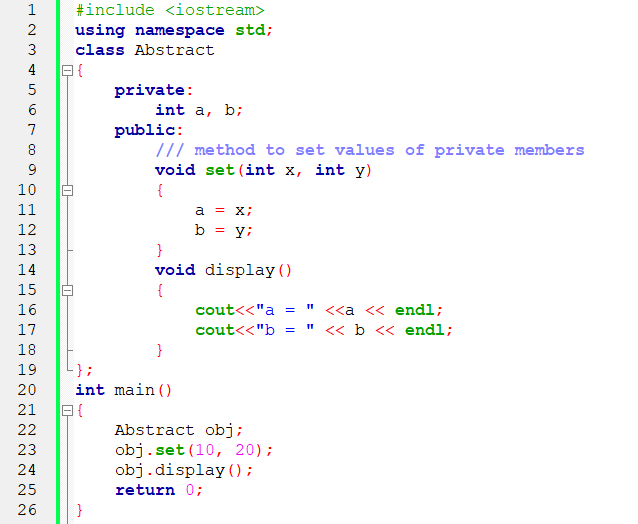 1 #include <iostream>
2 using namespace std;
3 class Abstract
4 {
5 private:
6 int a, b;
7 public:
8 /// method to set values of private members
9 void set(int x, int y)
10 {
11 a = x;
12 b = y;
13 }
14 void display()
15 {
16 cout<<"a = " <<a << endl;
17 cout<<"b = " << b << endl;
18 }
19 };
20 int main()
21 {
22 Abstract obj;
23 obj.set(10, 20);
24 obj.display();
25 return 0;
26 }